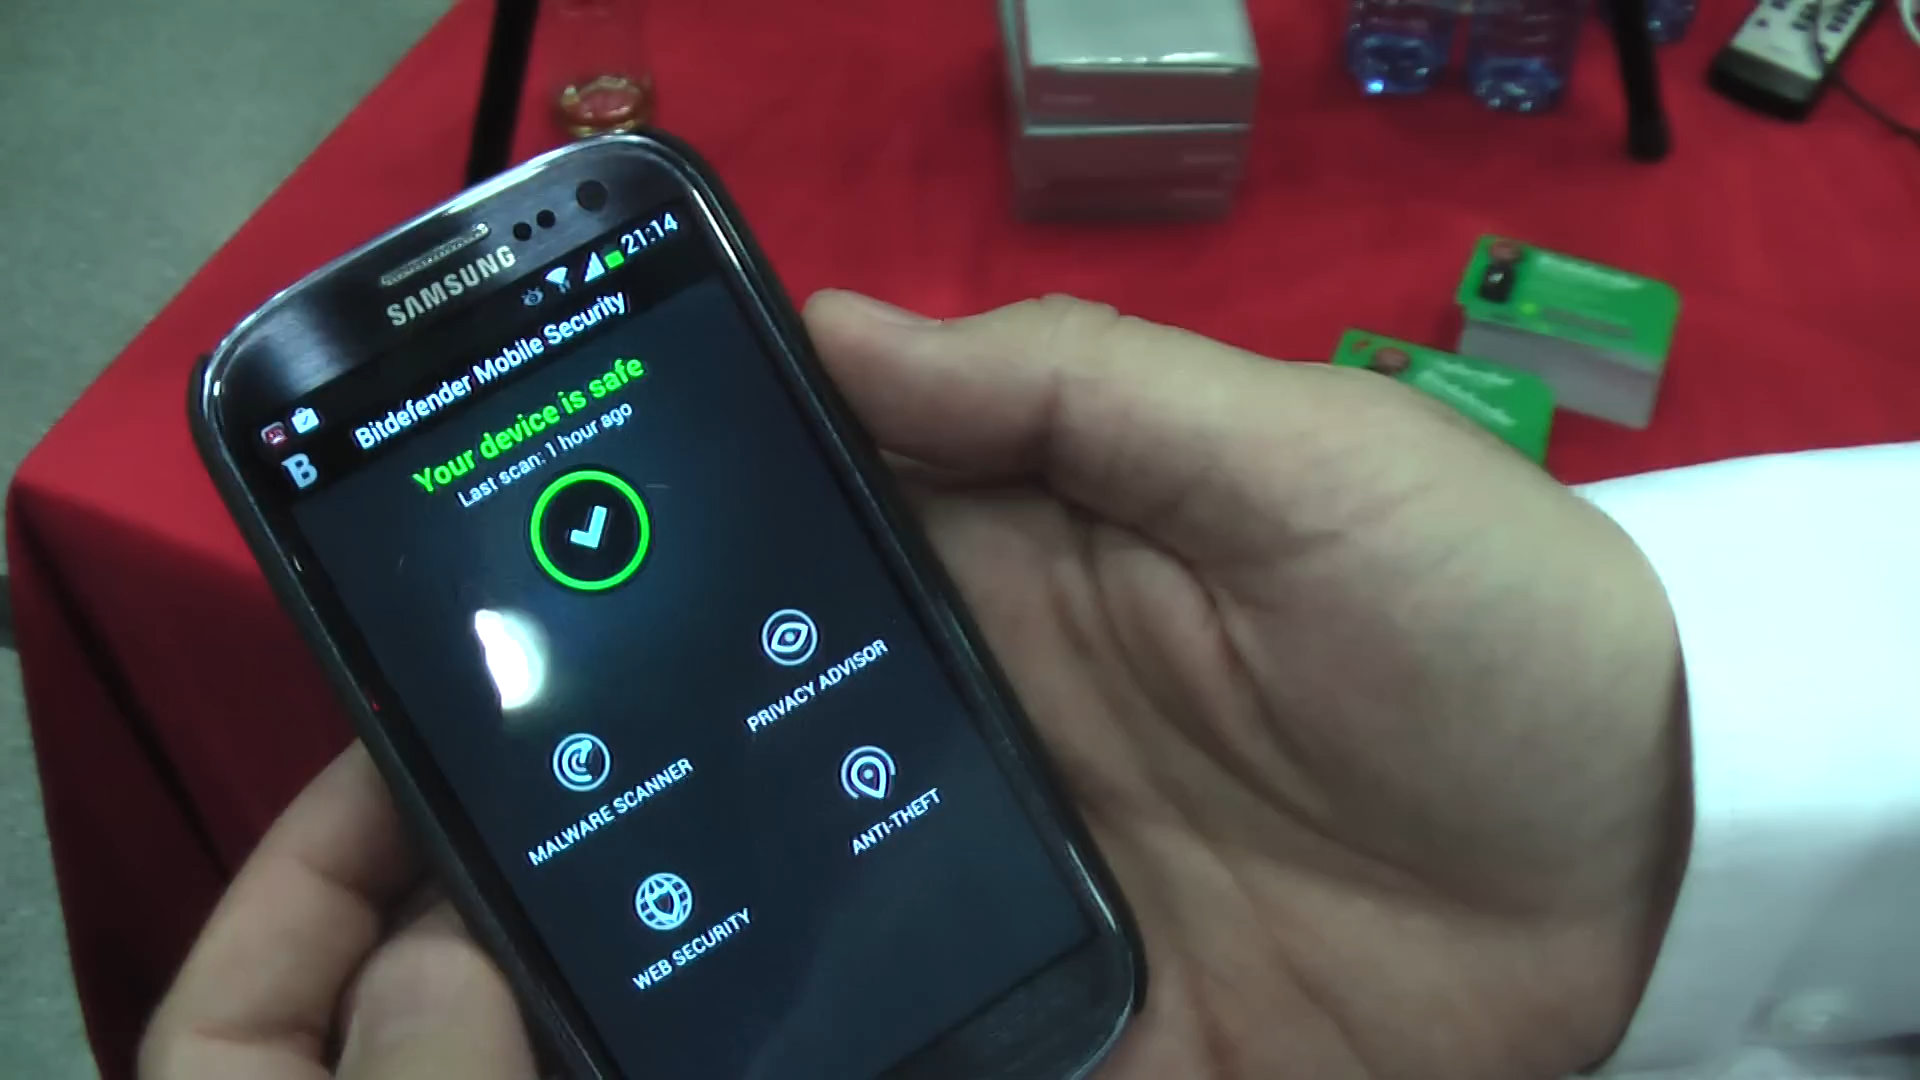 SAMSUNG
21:14
Bitdefender Mobile Security
Your device is safe
Last scan: 1 hour ago
MALWARE SCANNER
PRIVACY ADVISOR
WEB SECURITY
ANTI-THEFT